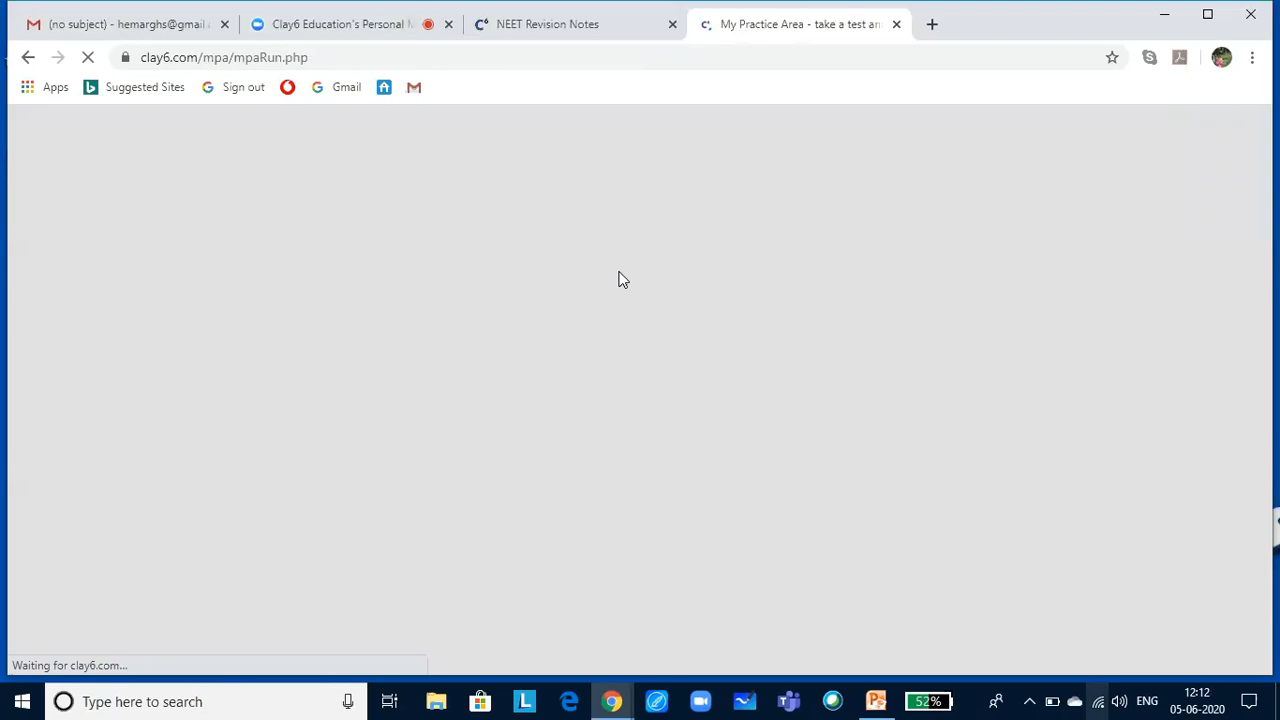 (no subject) - hemarghs@gmail.
Clay6 Education's Personal M
NEET Revision Notes
My Practice Area - take a test an
clay6.com/mpa/mpaRun.php
Apps
Suggested Sites
Sign out
Gmail
Waiting for clay6.com...
Type here to search
52%
ENG
12:12
05-06-2020